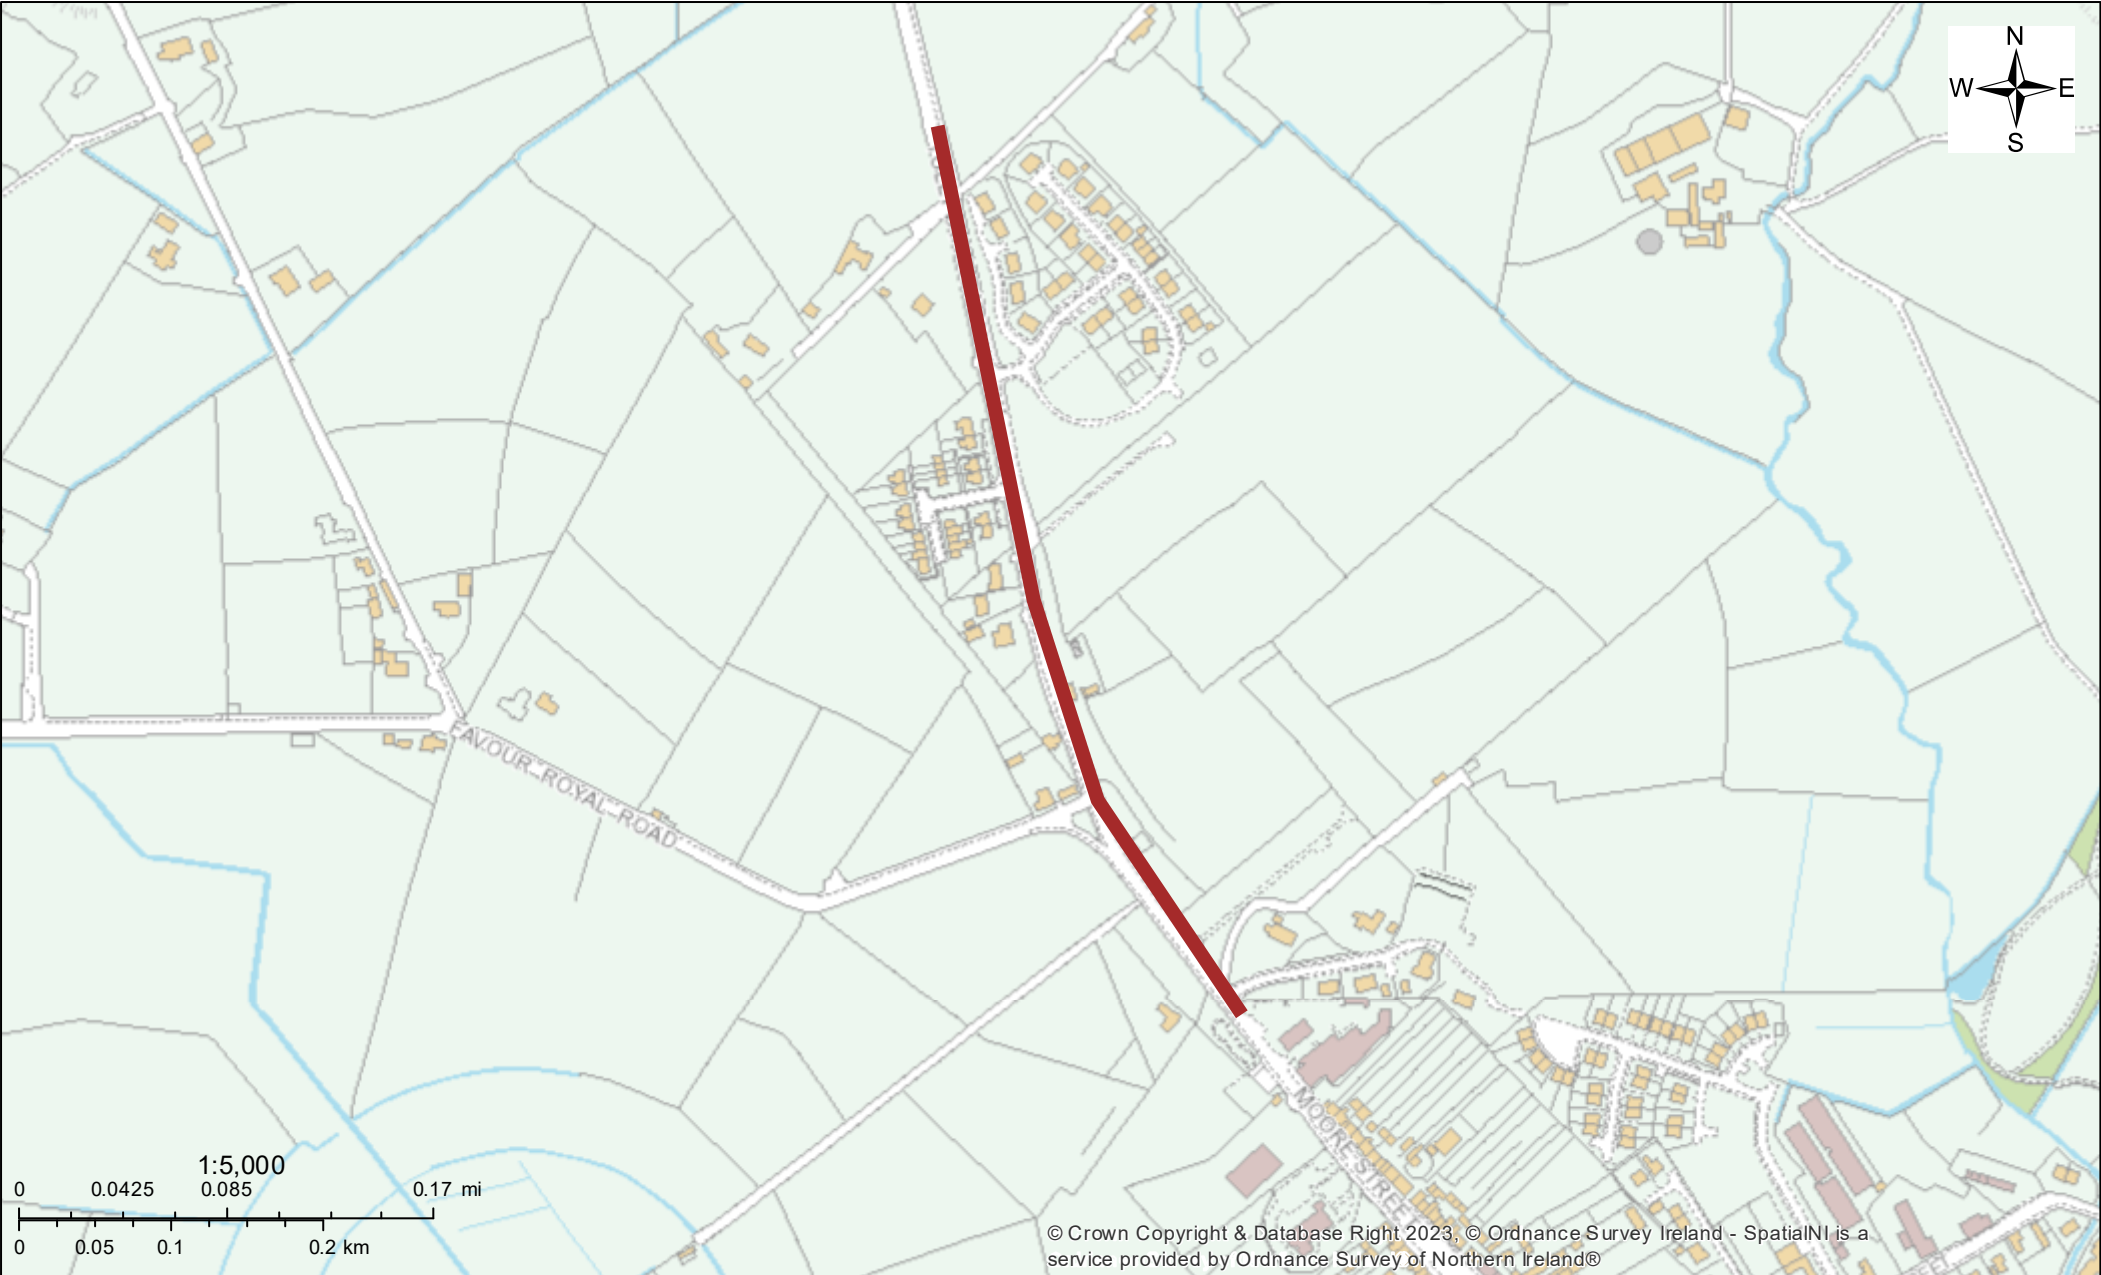 N
W E
S
FAVOUR ROYAL ROAD
MOORE STREET
1:5,000
0 0.0425 0.085 0.17 mi
0 0.05 0.1 0.2 km
© Crown Copyright & Database Right 2023, © Ordnance Survey Ireland - SpatialNI is a
service provided by Ordnance Survey of Northern Ireland®